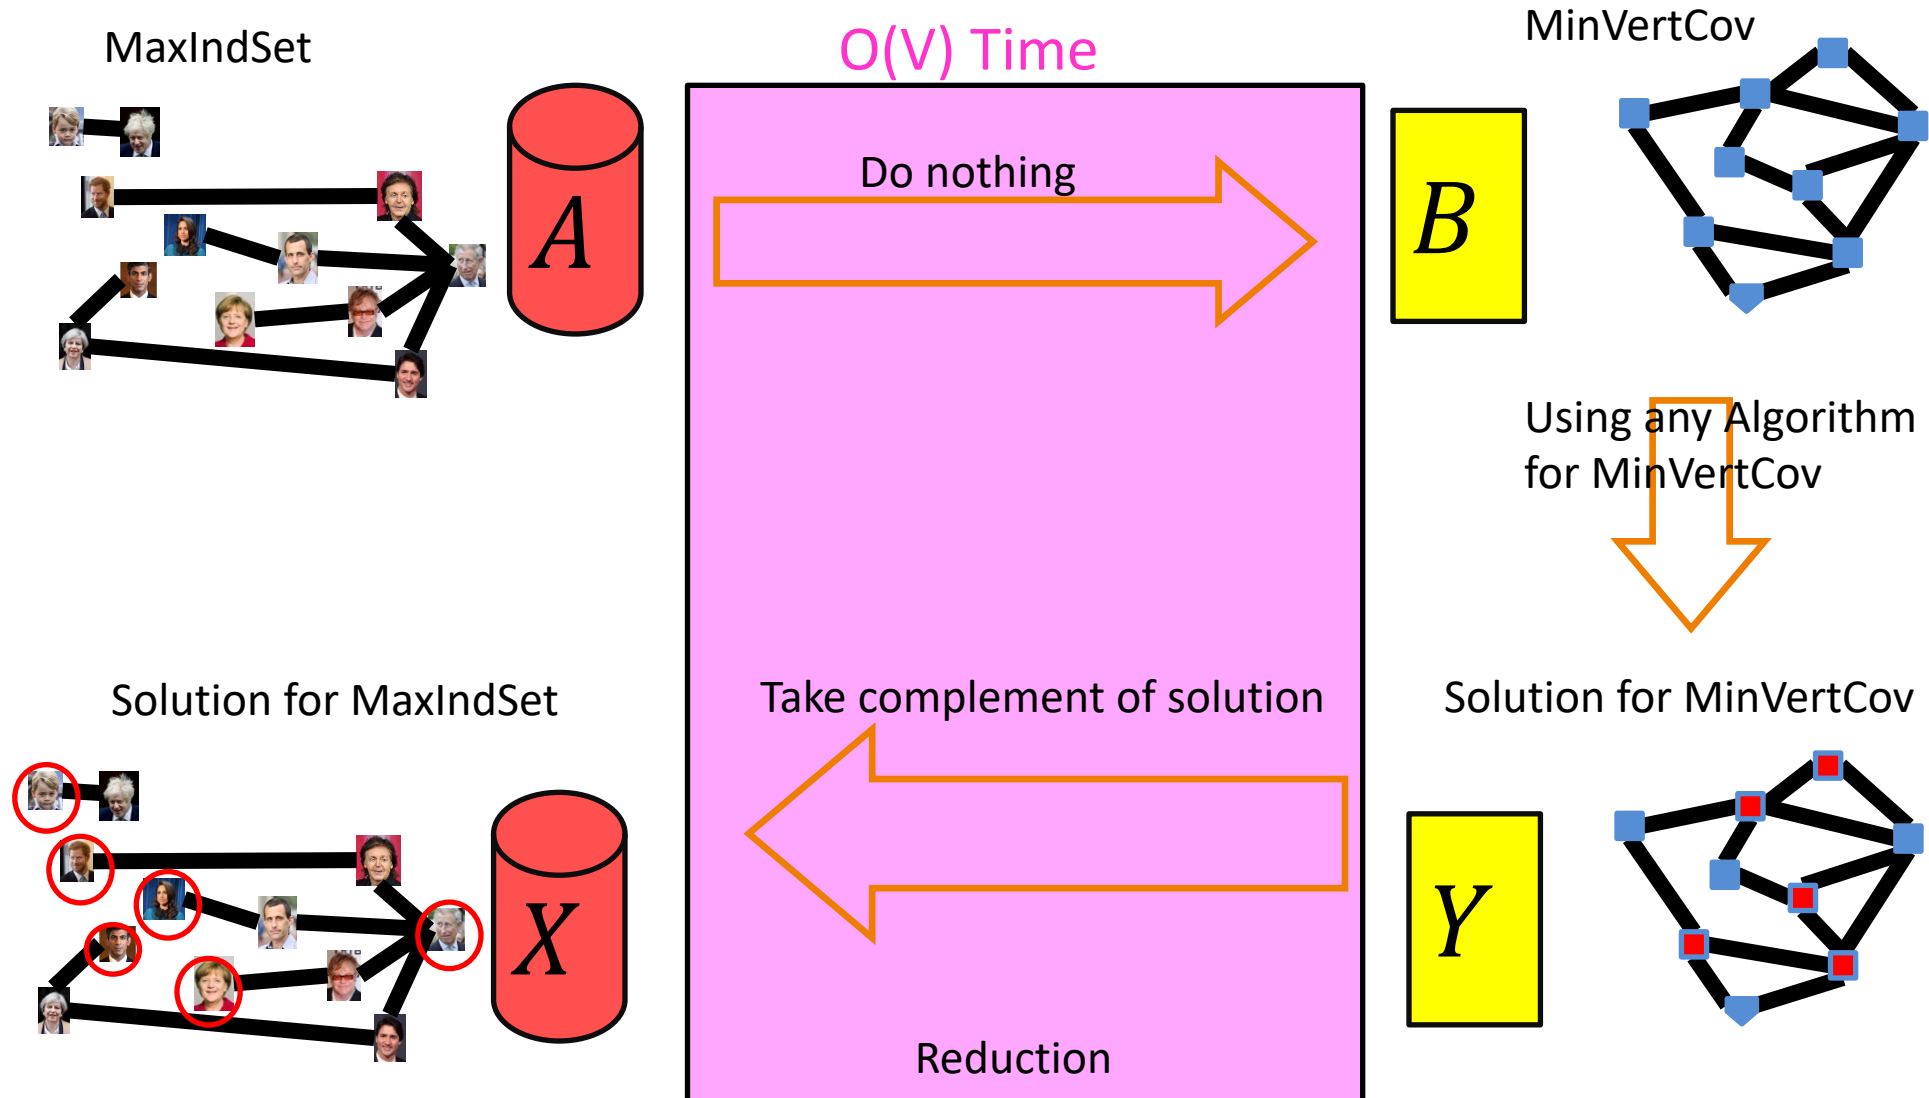 MaxIndSet
O(V) Time
MinVertCov
Do nothing
A
B
Using any Algorithm
for MinVertCov
Solution for MaxIndSet
Take complement of solution
Solution for MinVertCov
X
Y
Reduction